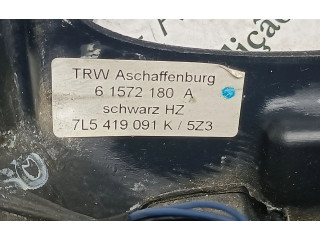 TRW Aschaffenburg
6 1572 180 A
schwarz HZ
7L5 419 091 K / 5Z3